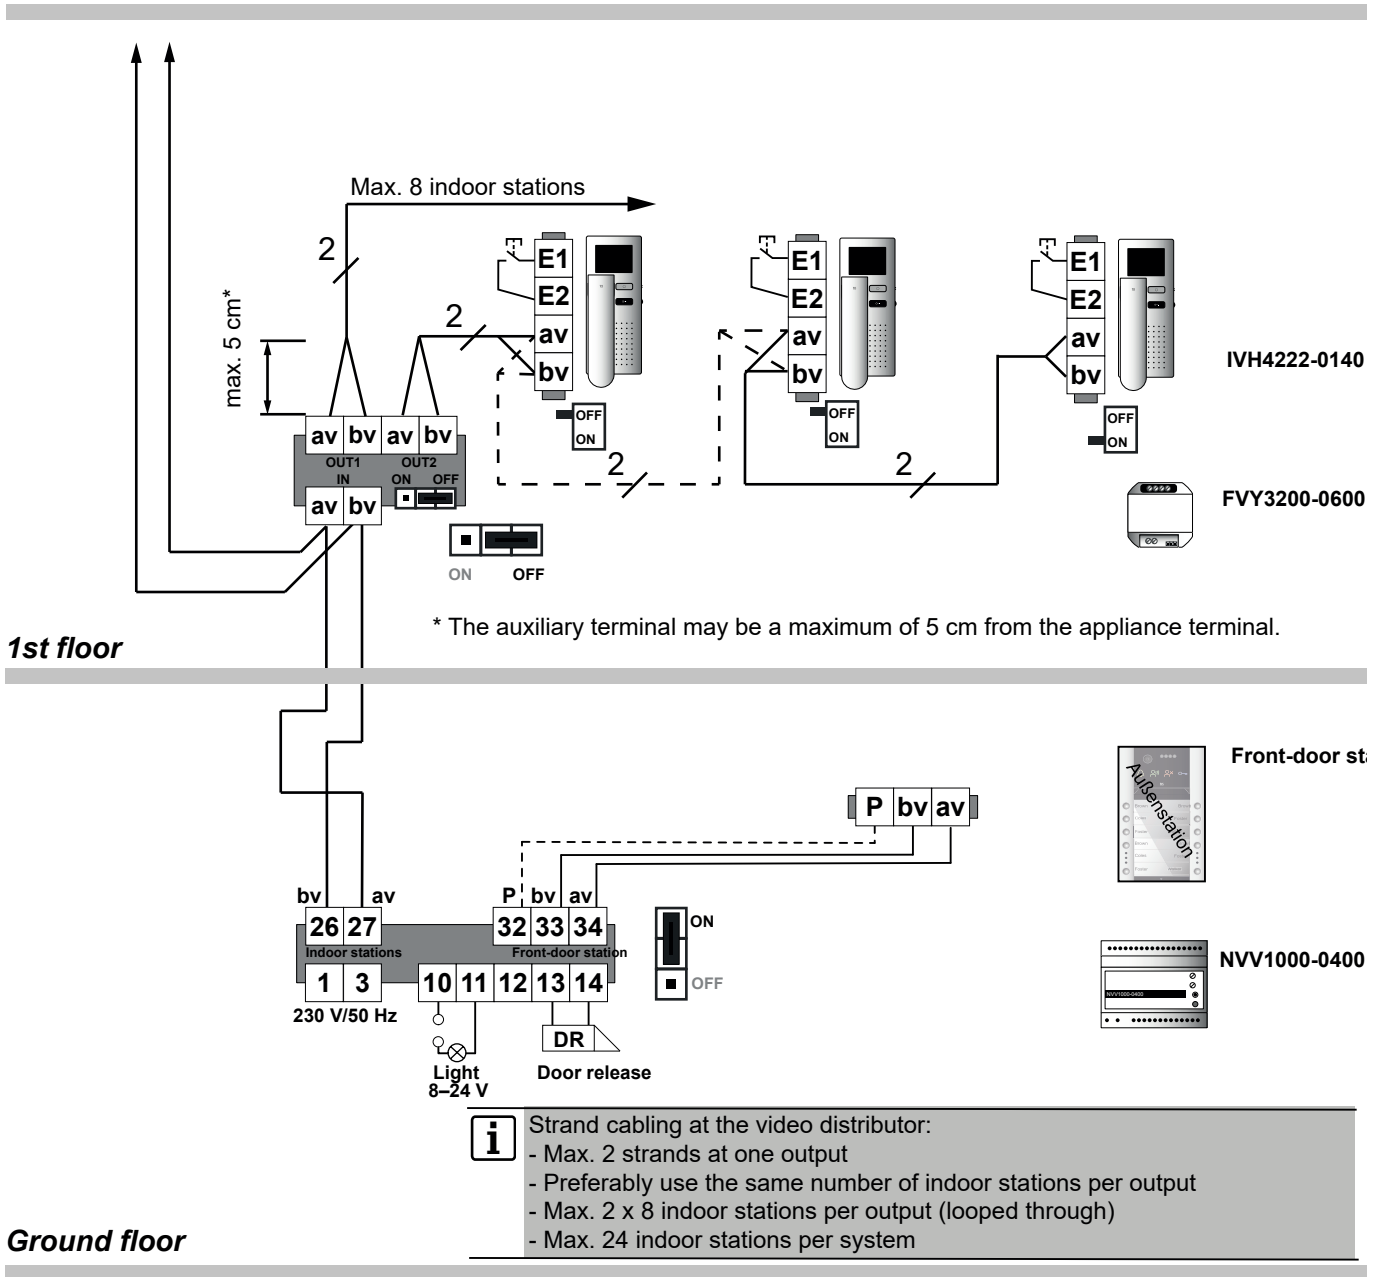 Max. 8 indoor stations
2
max. 5 cm*
2
E1
E2
av
bv
OFF
ON
E1
E2
av
bv
OFF
ON
E1
E2
av
bv
OFF
ON
IVH4222-0140
2
2
av bv av bv
OUT1 OUT2
IN ON OFF
av bv
ON OFF
FVY3200-0600
* The auxiliary terminal may be a maximum of 5 cm from the appliance terminal.
1st floor
Front-door st
Außenstation
P bv av
bv av
P bv av
26 27
32 33 34
Indoor stations
Front-door station
1 3
10 11 12 13 14
230 V/50 Hz
ON
OFF
NVV1000-0400
NVV1000-0400
DR
Light
8–24 V
Door release
i
Strand cabling at the video distributor:
- Max. 2 strands at one output
- Preferably use the same number of indoor stations per output
- Max. 2 x 8 indoor stations per output (looped through)
- Max. 24 indoor stations per system
Ground floor